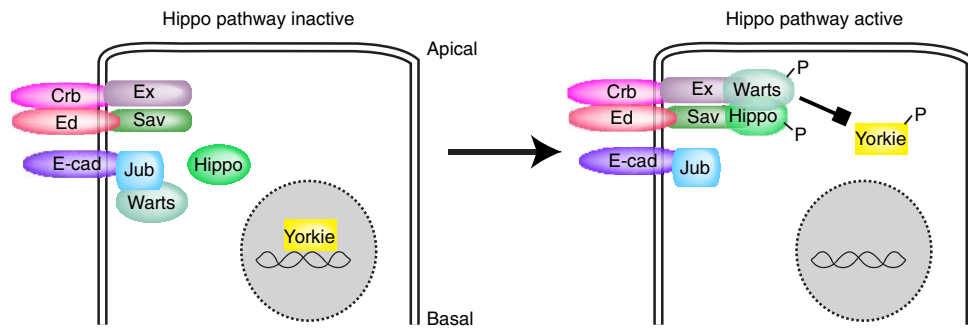 Hippo pathway inactive
Apical
Crb Ex
Ed Sav
E-cad Jub Hippo
Warts
Yorkie
Basal
Hippo pathway active
P
Crb Ex Warts
Ed Sav Hippo P
P
Yorkie
E-cad Jub